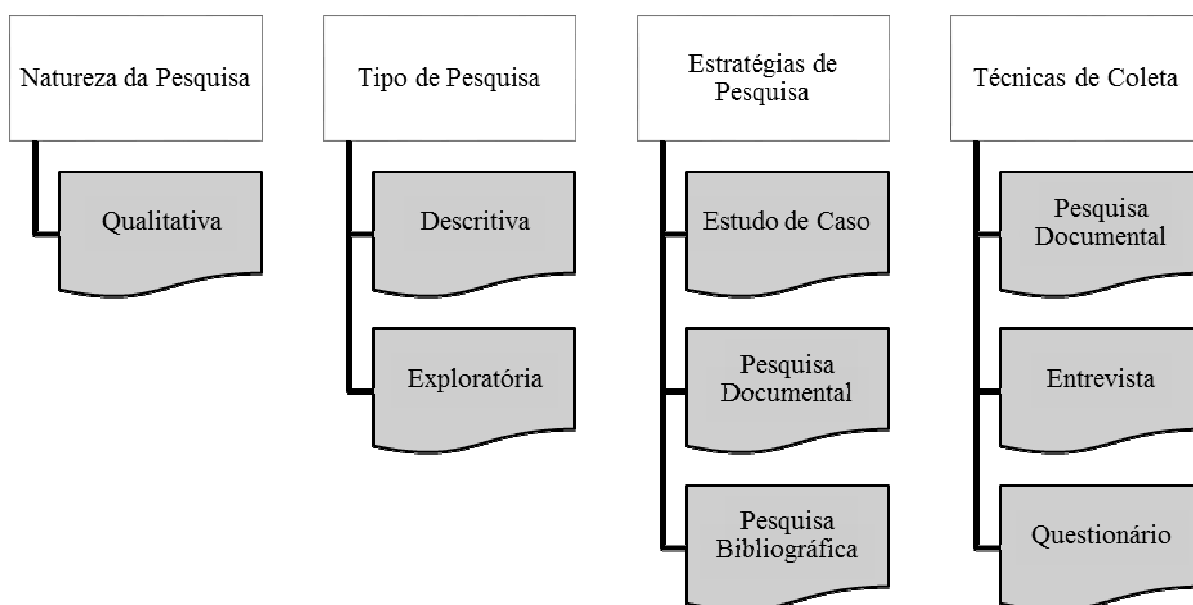 Natureza da Pesquisa
Qualitativa
Tipo de Pesquisa
Descritiva
Exploratória
Estratégias de
Pesquisa
Estudo de Caso
Pesquisa
Documental
Pesquisa
Bibliográfica
Técnicas de Coleta
Pesquisa
Documental
Entrevista
Questionário